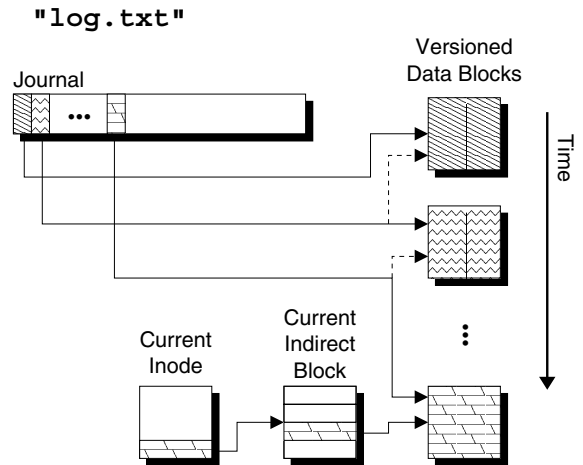 "log.txt"
Journal
•••
Versioned
Data Blocks
Time
•••
Current
Inode
Current
Indirect
Block